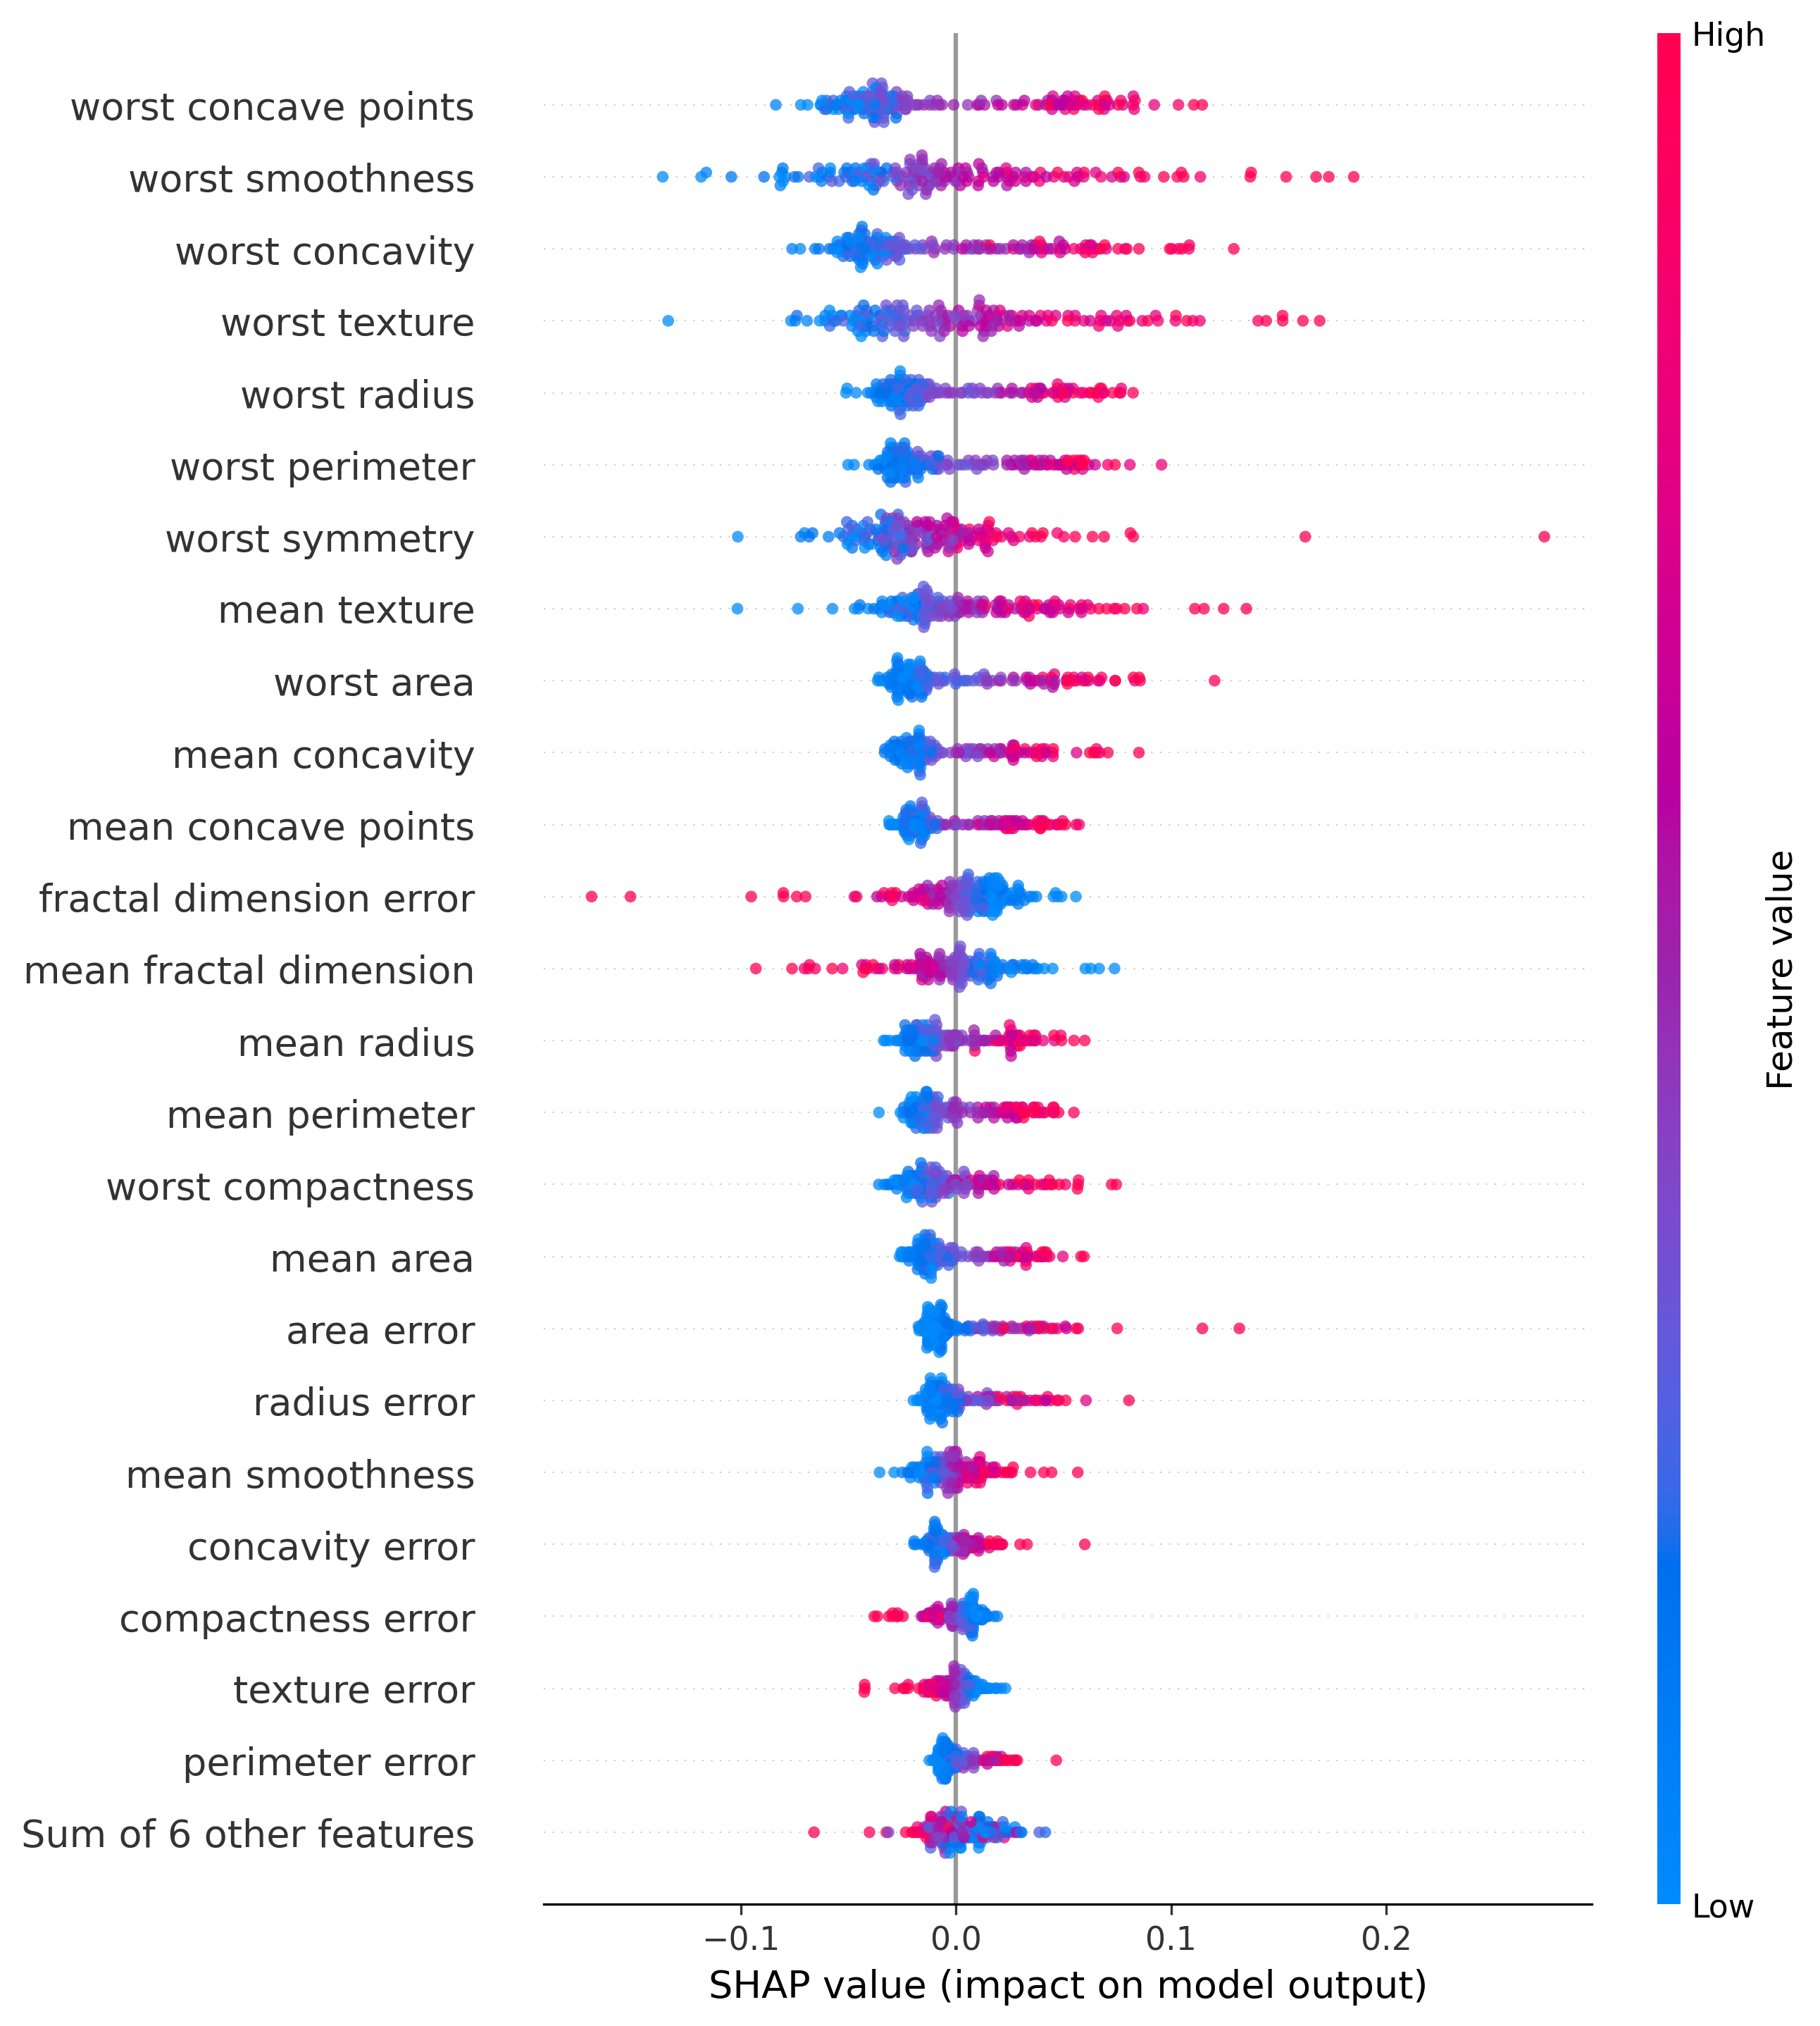 High
worst concave points
worst smoothness
worst concavity
worst texture
worst radius
worst perimeter
worst symmetry
mean texture
worst area
mean concavity
mean concave points
fractal dimension error
mean fractal dimension
mean radius
mean perimeter
worst compactness
mean area
area error
radius error
mean smoothness
concavity error
compactness error
texture error
perimeter error
Sum of 6 other features
Feature value
Low
−0.1 0.0 0.1 0.2
SHAP value (impact on model output)